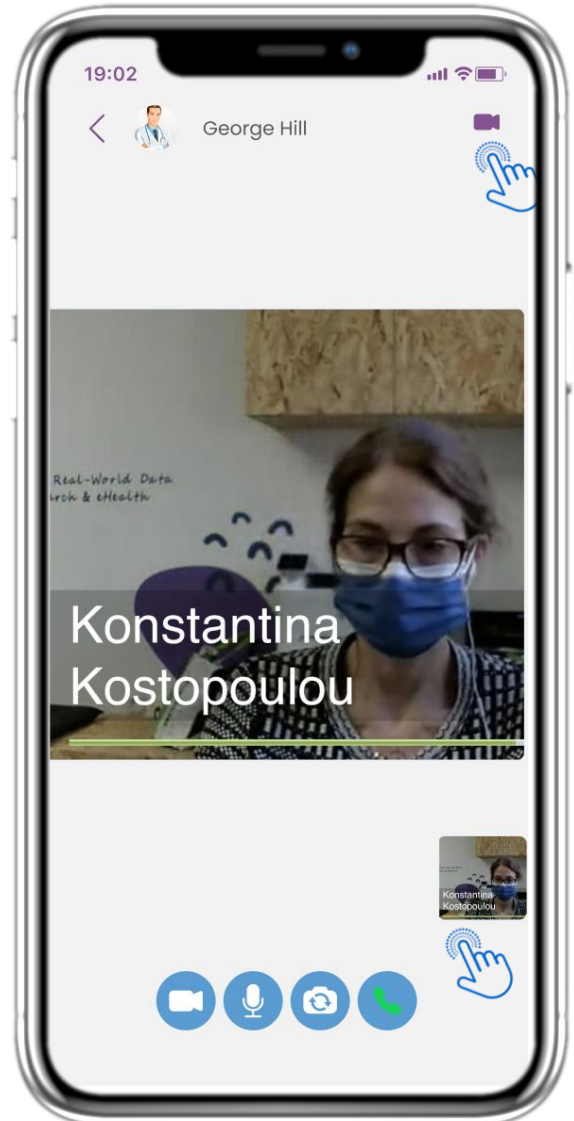 19:02
George Hill
Real-World Data
rch & eHealth
Konstantina
Kostopoulou
Konstantina
Kostopoulou